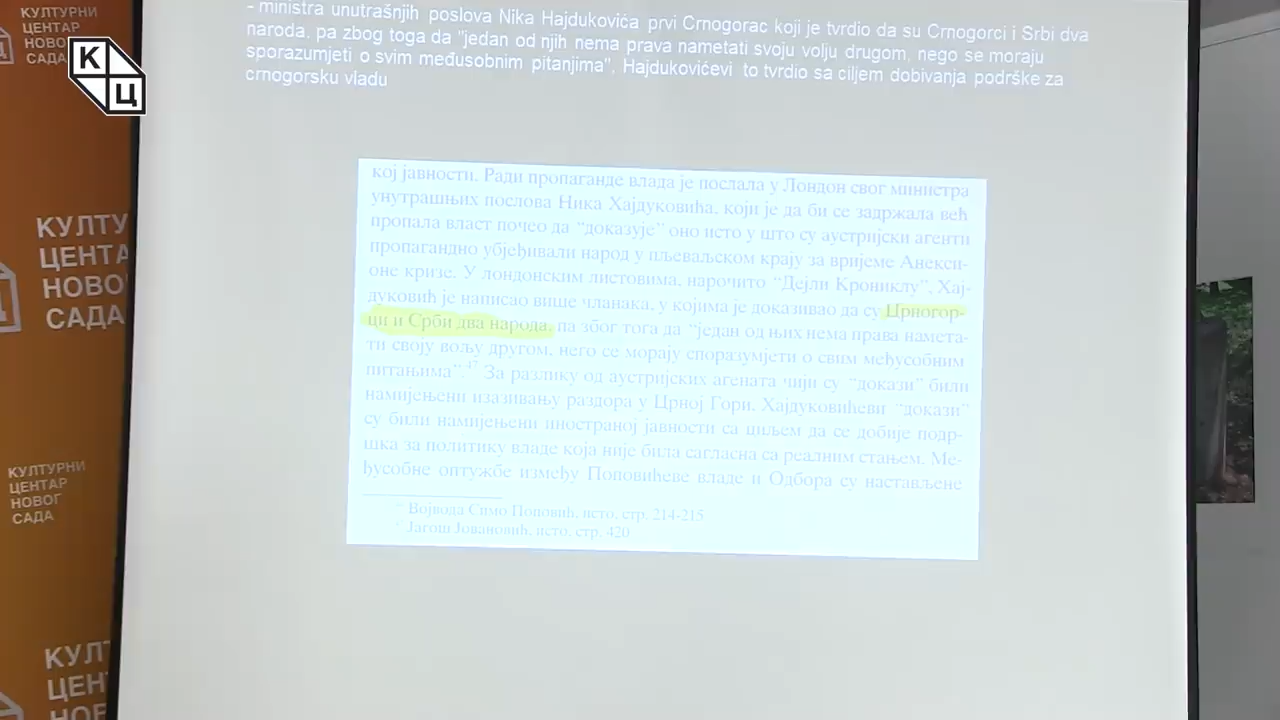 КУЛТУРНИ
ЦЕНТАР
НОВОГ
САДА
К
Ц
- ministra unutrašnjih poslova Nika Hajdukovića prvi Crnogorac koji je tvrdio da su Crnogorci i Srbi dva
naroda, pa zbog toga da "jedan od njih nema prava nametati svoju volju drugom, nego se moraju
sporazumjeti o svim međusobnim pitanjima", Hajdukovićevi to tvrdio sa ciljem dobivanja podrške za
crnogorsku vladu
кој јавности. Ради пропаганде влада је послала у Лондон свог министра
унутрашњих послова Ника Хајдуковића, који је да би се задржала већ
пропала власт почео да “доказује” оно исто у што су аустријски агенти
пропагандно убјеђивали народ у пљеваљском крају за вријеме Анекси-
оне кризе. У лондонским листовима, нарочито “Дејли Крониклу”, Хај-
дуковић је написао више чланака, у којима је доказивао да су Црногор-
ци и Срби два народа, па због тога да “један од њих нема права намета-
ти своју вољу другом, него се морају споразумјети о свим међусобним
питањима”.47 За разлику од аустријских агената чији су “докази” били
намијењени изазивању раздора у Црној Гори, Хајдуковићеви “докази”
су били намијењени иностраној јавности са циљем да се добије подр-
шка за политику владе која није била сагласна са реалним стањем. Ме-
ђусобне оптужбе између Поповићеве владе и Одбора су настављене
Војвода Симо Поповић, исто, стр. 214-215
Јагош Јовановић, исто, стр. 420
КУЛТУ
ЦЕНТА
НОВО
САДА
КУЛТУРНИ
ЦЕНТАР
НОВОГ
САДА
КУЛТ
ЦЕН
НОВ